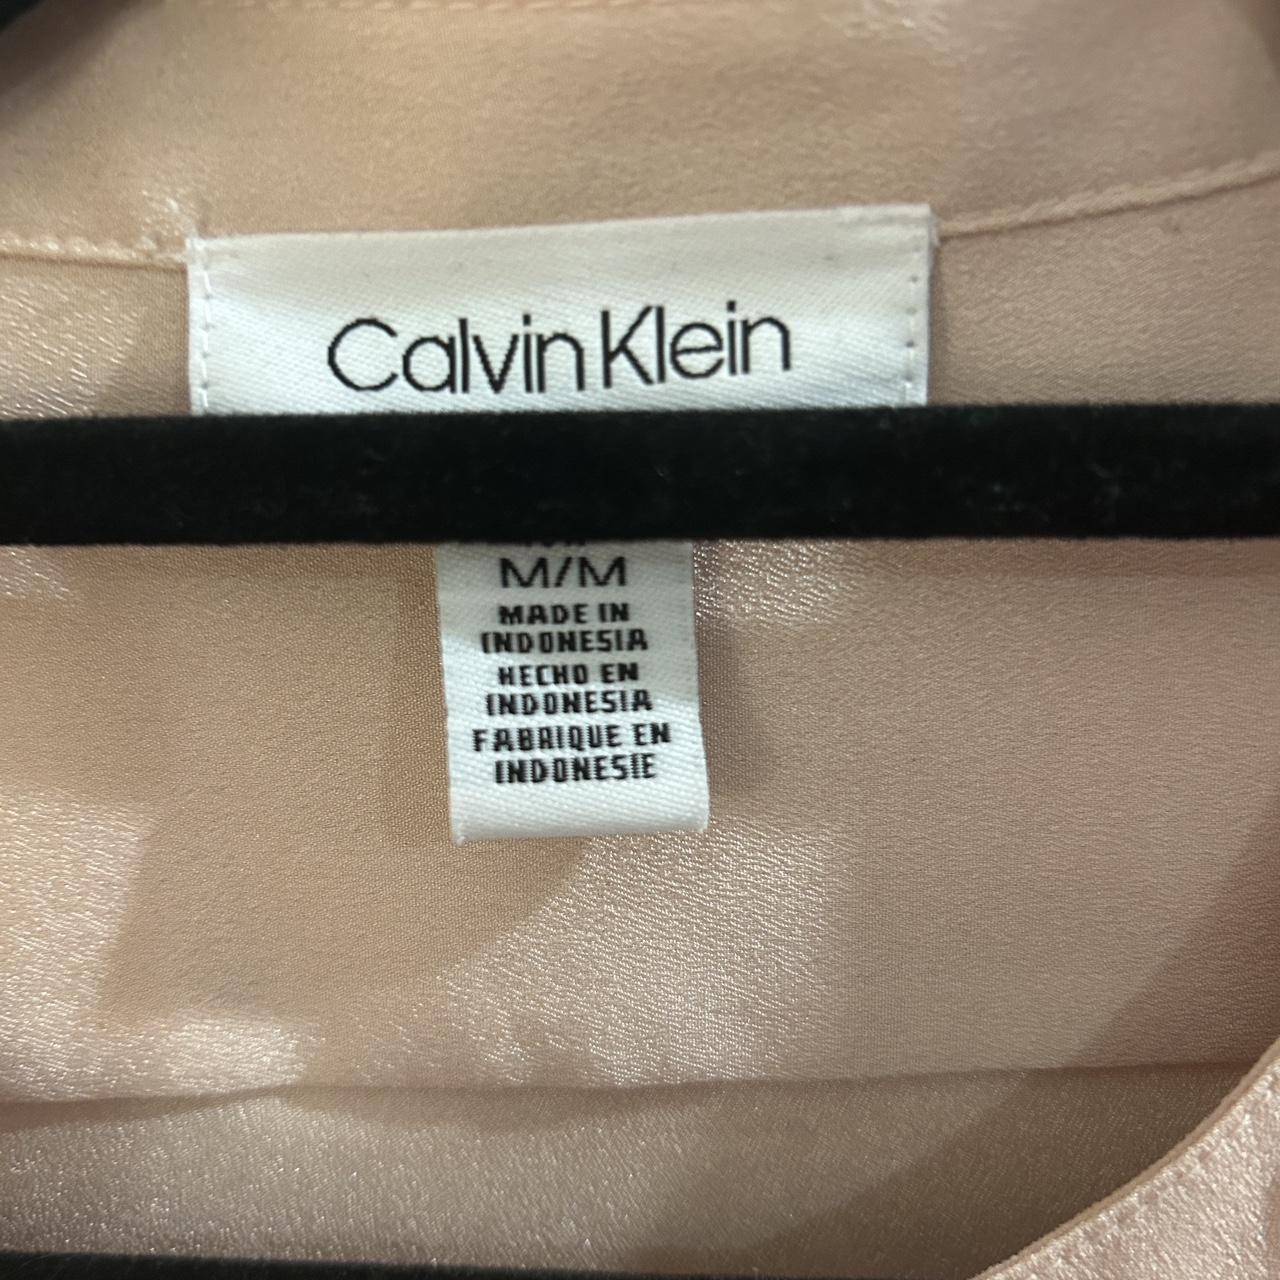 Calvin Klein
M/M
MADE IN
INDONESIA
HECHO EN
INDONESIA
FABRIQUE EN
INDONESIE